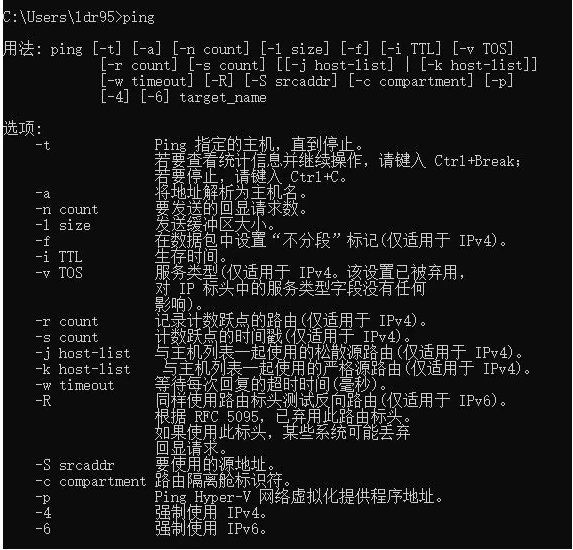 C:\Users\ldr95>ping
用法: ping [-t] [-a] [-n count] [-l size] [-f] [-i TTL] [-v TOS]
[-r count] [-s count] [[-j host-list] | [-k host-list]]
[-w timeout] [-R] [-S srcaddr] [-c compartment] [-p]
[-4] [-6] target_name
选项:
-t Ping 指定的主机，直到停止。
若要查看统计信息并继续操作，请键入 Ctrl+Break；
若要停止，请键入 Ctrl+C。
-a 将地址解析为主机名。
-n count 要发送的回显请求数。
-l size 发送缓冲区大小。
-f 在数据包中设置“不分段”标记(仅适用于 IPv4)。
-i TTL 生存时间。
-v TOS 服务类型(仅适用于 IPv4。该设置已被弃用，
对 IP 标头中的服务类型字段没有任何
影响)。
-r count 记录计数跃点的路由(仅适用于 IPv4)。
-s count 计数跃点的时间戳(仅适用于 IPv4)。
-j host-list 与主机列表一起使用的松散源路由(仅适用于 IPv4)。
-k host-list 与主机列表一起使用的严格源路由(仅适用于 IPv4)。
-w timeout 等待每次回复的超时时间(毫秒)。
-R 同样使用路由标头测试反向路由(仅适用于 IPv6)。
根据 RFC 5095，已弃用此路由标头。
如果使用此标头，某些系统可能丢弃
回显请求。
-S srcaddr 要使用的源地址。
-c compartment 路由隔离舱标识符。
-p Ping Hyper-V 网络虚拟化提供程序地址。
-4 强制使用 IPv4。
-6 强制使用 IPv6。